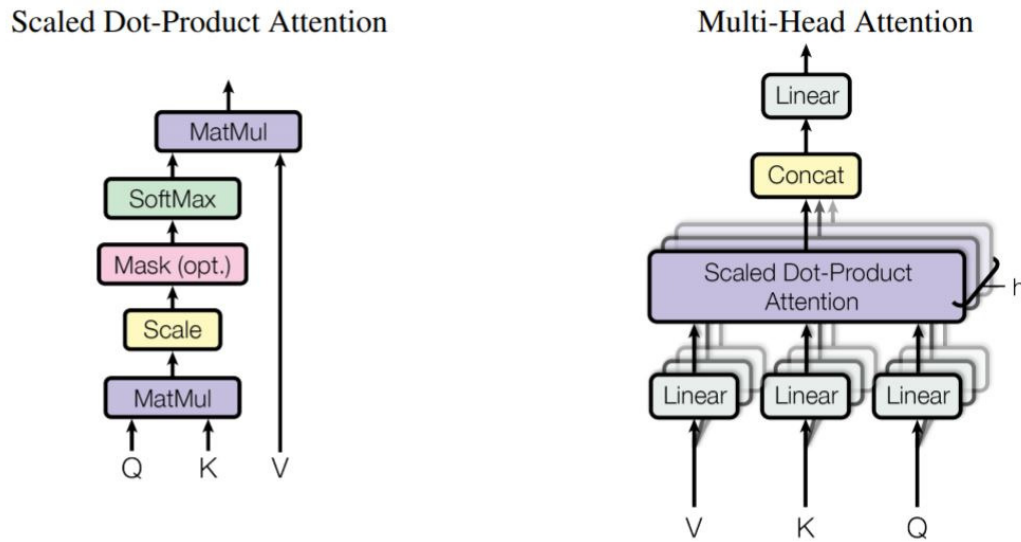 Scaled Dot-Product Attention
MatMul
SoftMax
Mask (opt.)
Scale
MatMul
Q K V
Multi-Head Attention
Linear
Concat
Scaled Dot-Product
Attention
h
Linear Linear Linear
V K Q